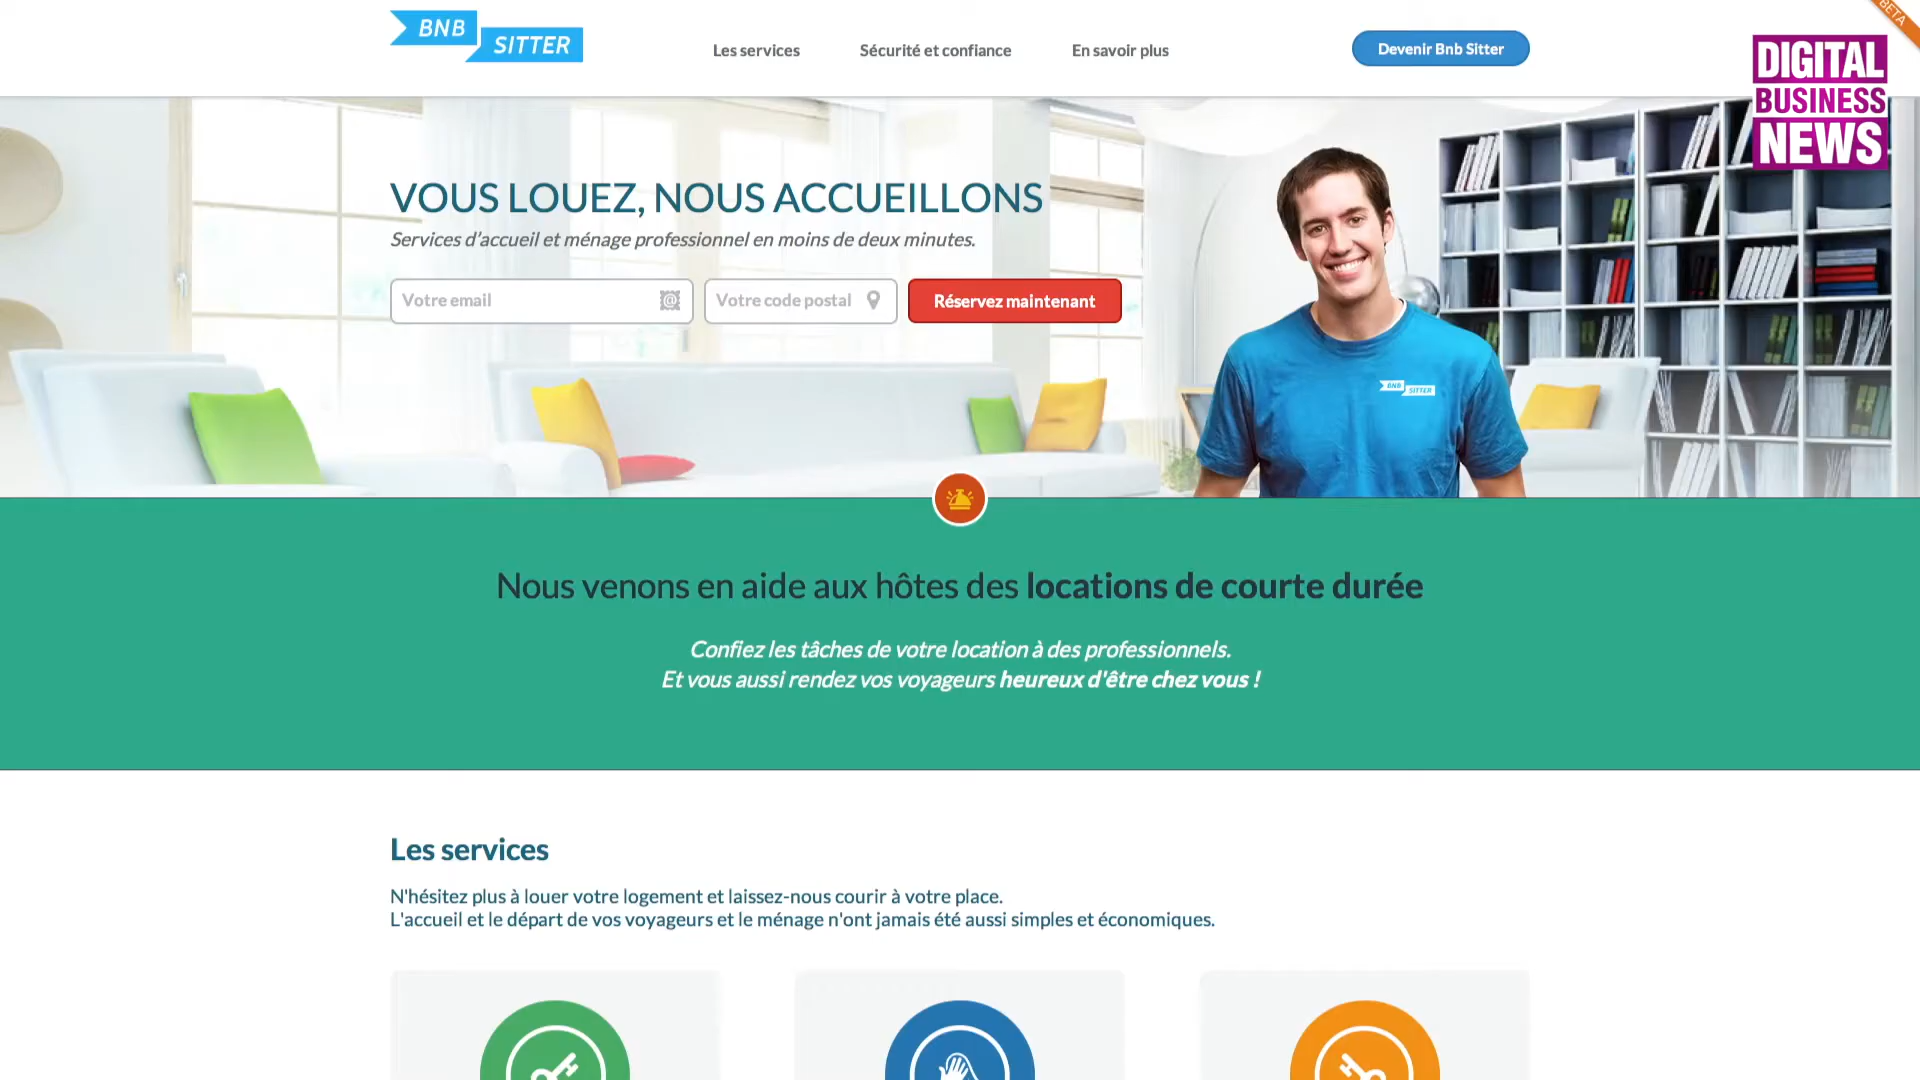 BNB
SITTER
Les services
Sécurité et confiance
En savoir plus
Devenir Bnb Sitter
BETA
DIGITAL
BUSINESS
NEWS
VOUS LOUEZ, NOUS ACCUEILLONS
Services d'accueil et ménage professionnel en moins de deux minutes.
Votre email
Votre code postal
Réservez maintenant
BNB
SITTER
Nous venons en aide aux hôtes des locations de courte durée
Confiez les tâches de votre location à des professionnels.
Et vous aussi rendez vos voyageurs heureux d'être chez vous !
Les services
N'hésitez plus à louer votre logement et laissez-nous courir à votre place.
L'accueil et le départ de vos voyageurs et le ménage n'ont jamais été aussi simples et économiques.